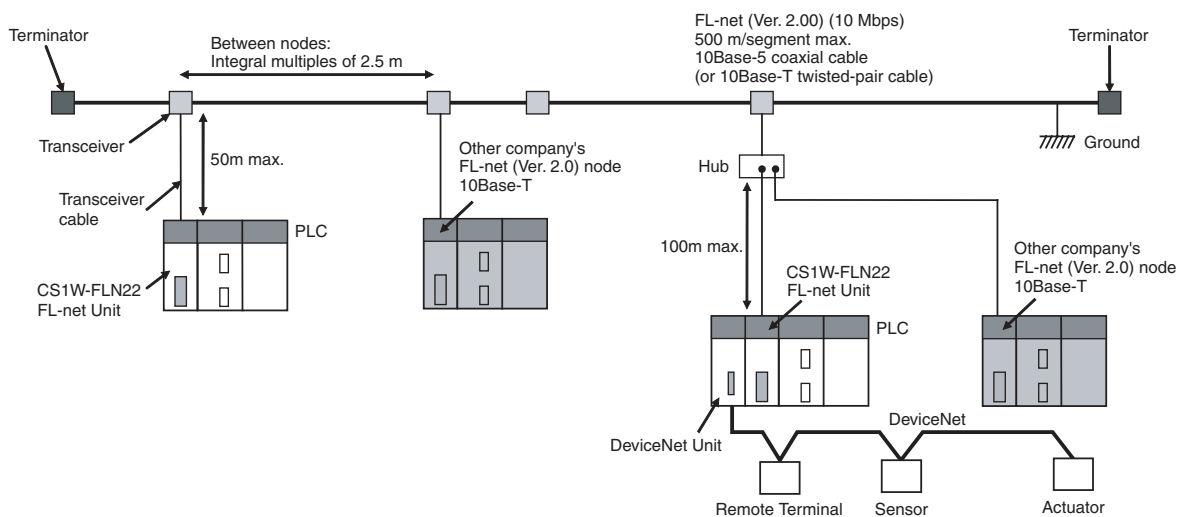 Terminator
Between nodes:
Integral multiples of 2.5 m
FL-net (Ver. 2.00) (10 Mbps)
500 m/segment max.
10Base-5 coaxial cable
(or 10Base-T twisted-pair cable)
Terminator
Transceiver
50m max.
Transceiver
cable
Other company's
FL-net (Ver. 2.0) node
10Base-T
Hub
Ground
PLC
CS1W-FLN22
FL-net Unit
100m max.
CS1W-FLN22
FL-net Unit
Other company's
FL-net (Ver. 2.0) node
10Base-T
PLC
DeviceNet Unit
DeviceNet
Remote Terminal
Sensor
Actuator